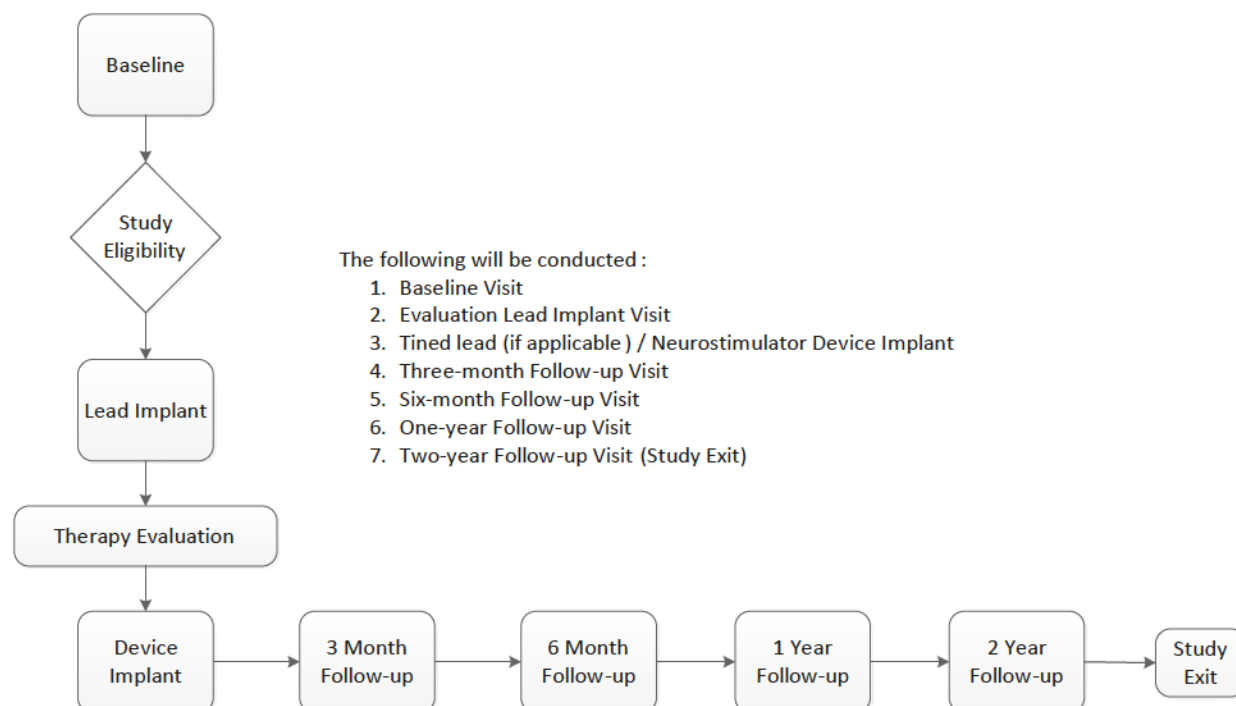 Baseline
Study
Eligibility
The following will be conducted :
1. Baseline Visit
2. Evaluation Lead Implant Visit
3. Tined lead (if applicable ) / Neurostimulator Device Implant
4. Three-month Follow-up Visit
5. Six-month Follow-up Visit
6. One-year Follow-up Visit
7. Two-year Follow-up Visit (Study Exit)
Lead Implant
Therapy Evaluation
Device
Implant
3 Month
Follow-up
6 Month
Follow-up
1 Year
Follow-up
2 Year
Follow-up
Study
Exit